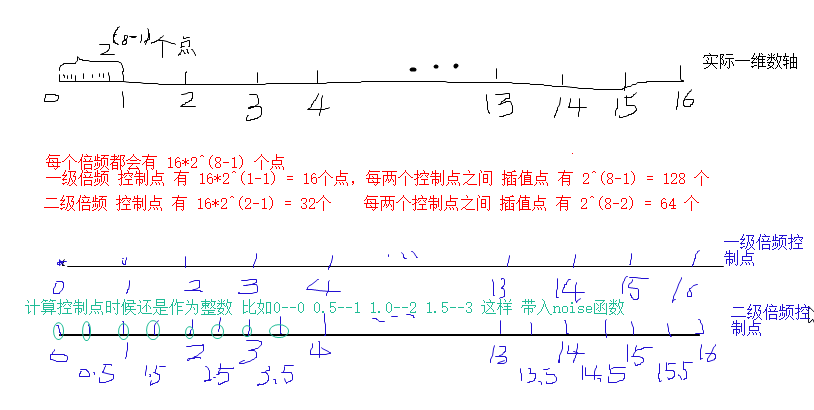 2^(8-1)个点
实际一维数轴
0 1 2 3 4 ... 13 14 15 16
每个倍频都会有 16*2^(8-1) 个点
一级倍频 控制点 有 16*2^(1-1) = 16个点，每两个控制点之间 插值点 有 2^(8-1) = 128 个
二级倍频 控制点 有 16*2^(2-1) = 32个 每两个控制点之间 插值点 有 2^(8-2) = 64 个
一级倍频控
制点
0 1 2 3 4 ... 13 14 15 16
计算控制点时候还是作为整数 比如0--0 0.5--1 1.0--2 1.5--3 这样 带入noise函数
二级倍频控
制点
0 1 2 3 4 ... 13 14 15 16
0.5 1.5 2.5 3.5 13.5 14.5 15.5